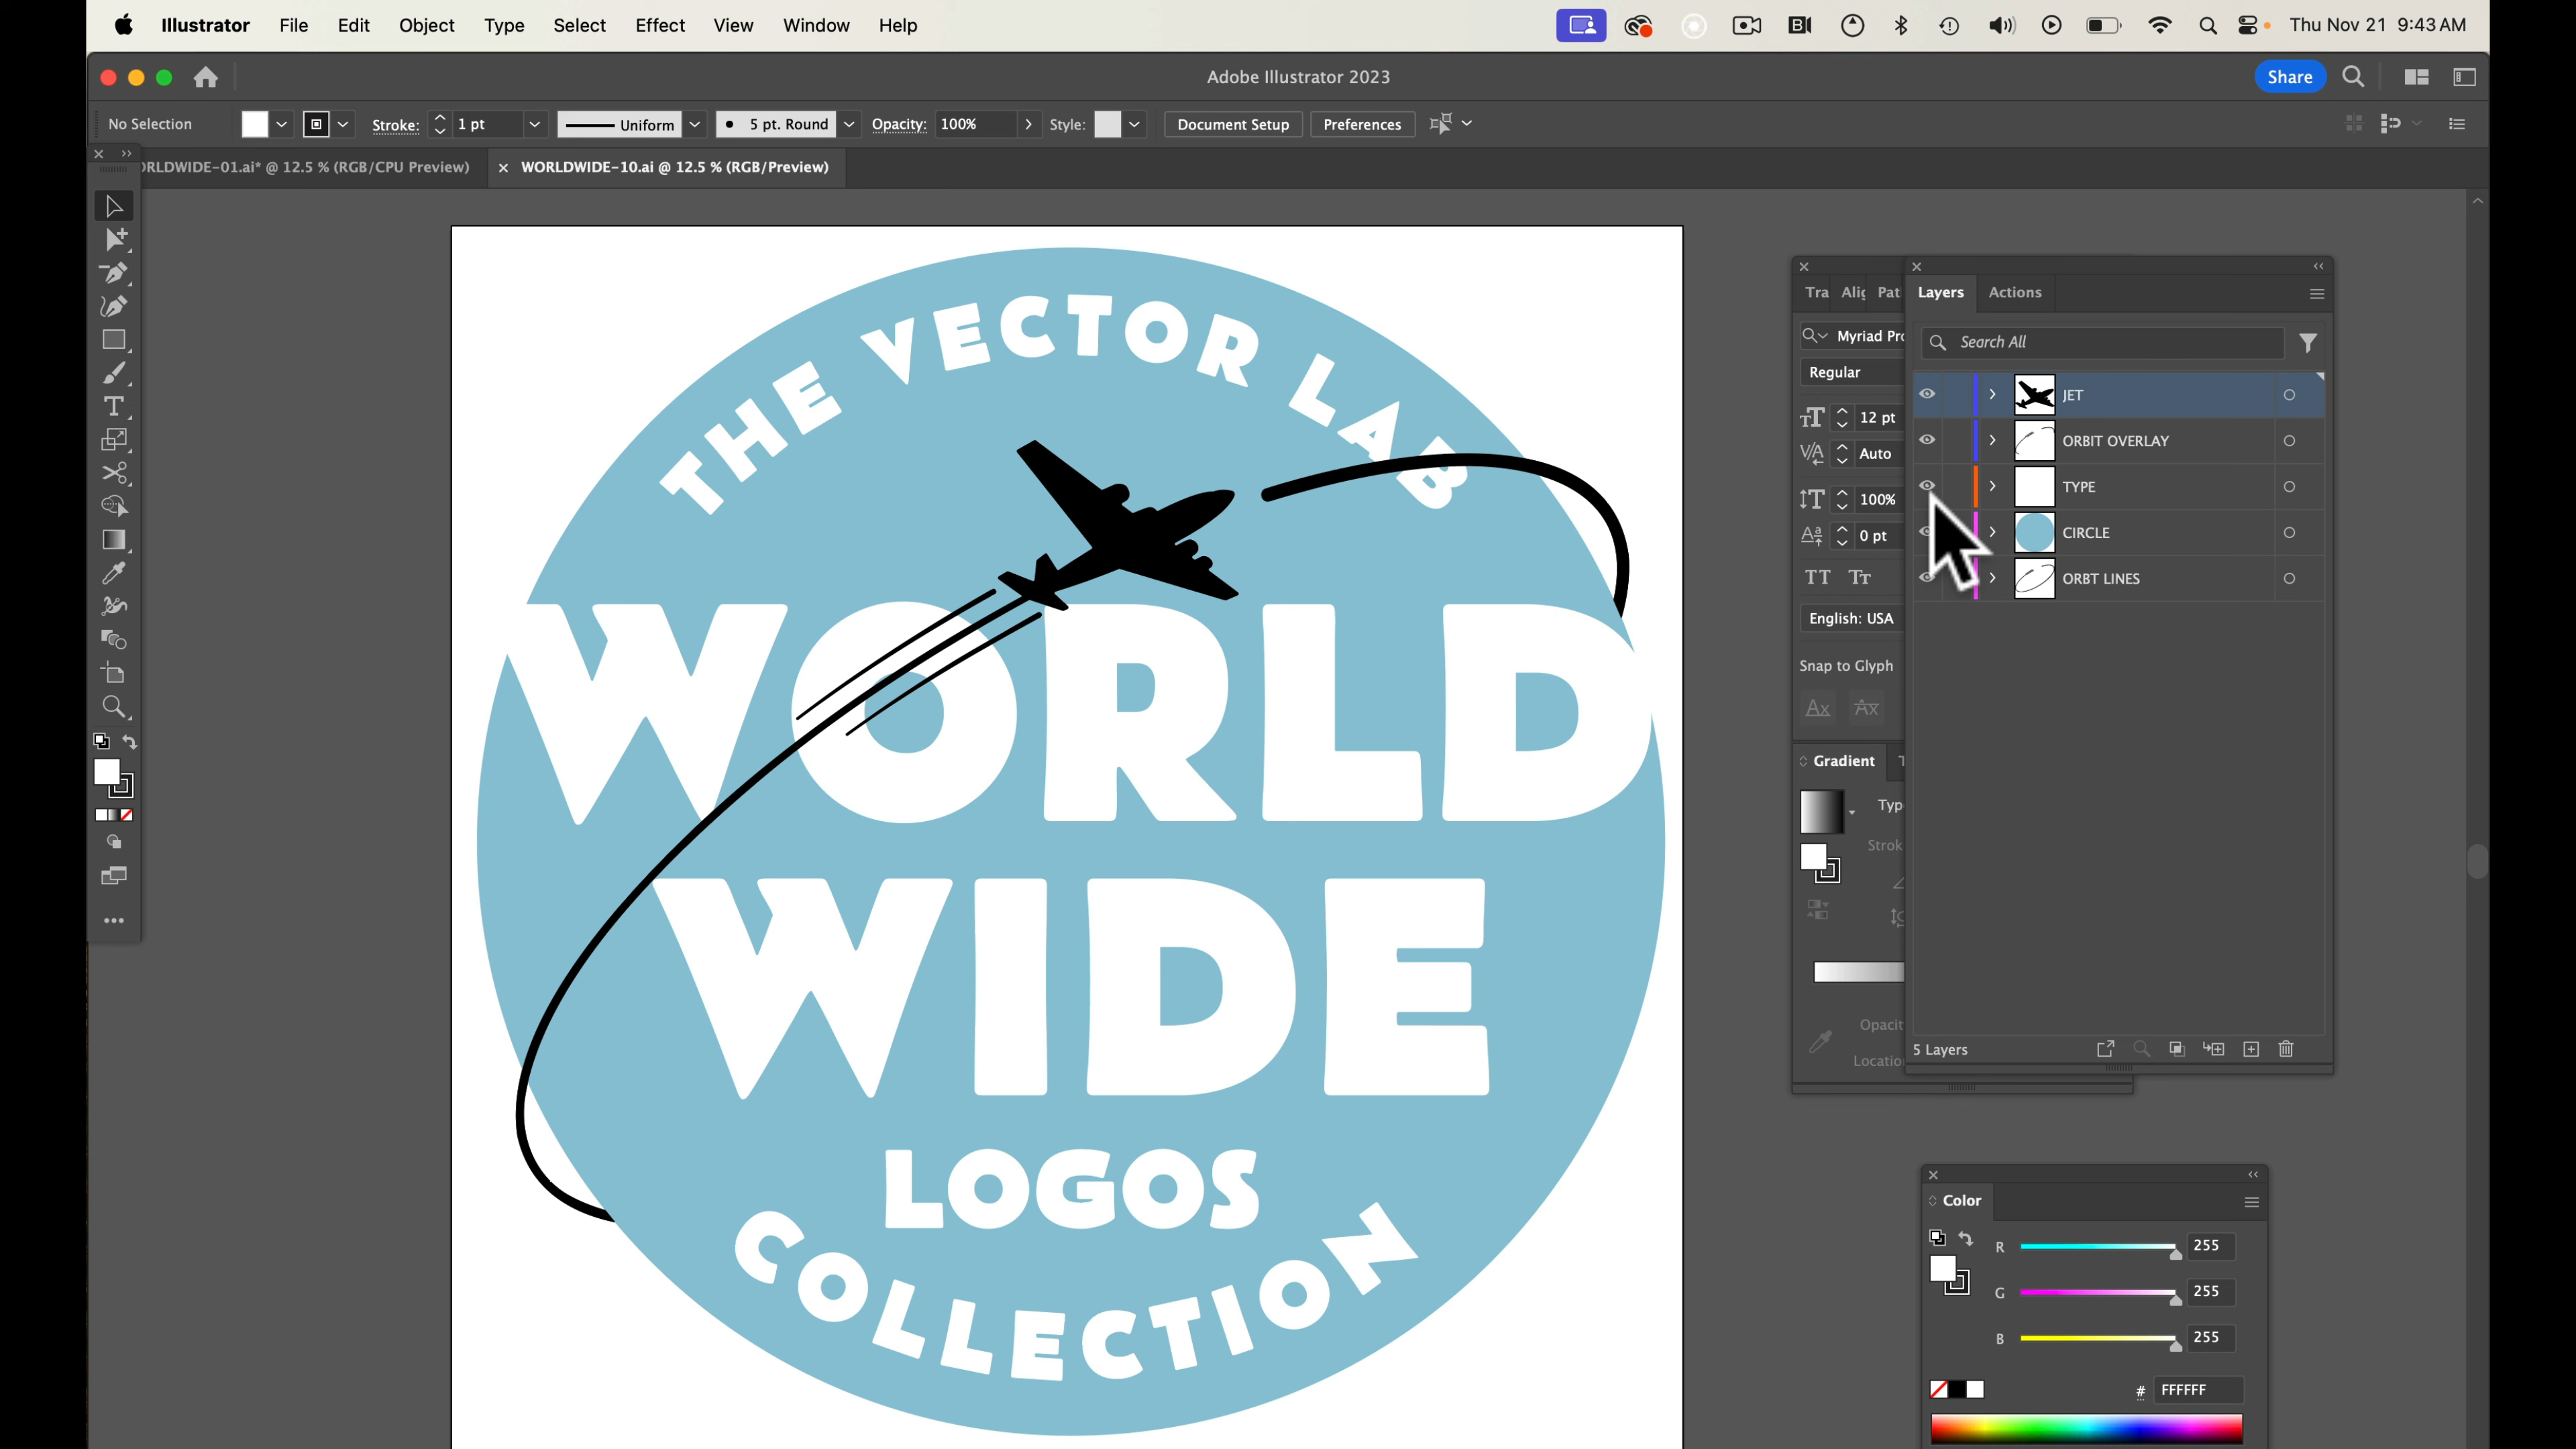 Illustrator File Edit Object Type Select Effect View Window Help Thu Nov 21 9:43 AM
Adobe Illustrator 2023 Share
No Selection Stroke: 1 pt Uniform 5 pt. Round Opacity: 100% Style: Document Setup Preferences
ORLDWIDE-01.ai* @ 12.5 % (RGB/CPU Preview) WORLDWIDE-10.ai @ 12.5 % (RGB/Preview)
THE VECTOR LAB
WORLD
WIDE
LOGOS
COLLECTION
Tra Alig Pat
Myriad Pro
Regular
12 pt
Auto
100%
0 pt
TT Tr
English: USA
Snap to Glyph
Gradient T
Typ
Strok
Opacit
Locatio
Layers Actions
Search All
JET
ORBIT OVERLAY
TYPE
CIRCLE
ORBT LINES
5 Layers
Color
R 255
G 255
B 255
# FFFFFF